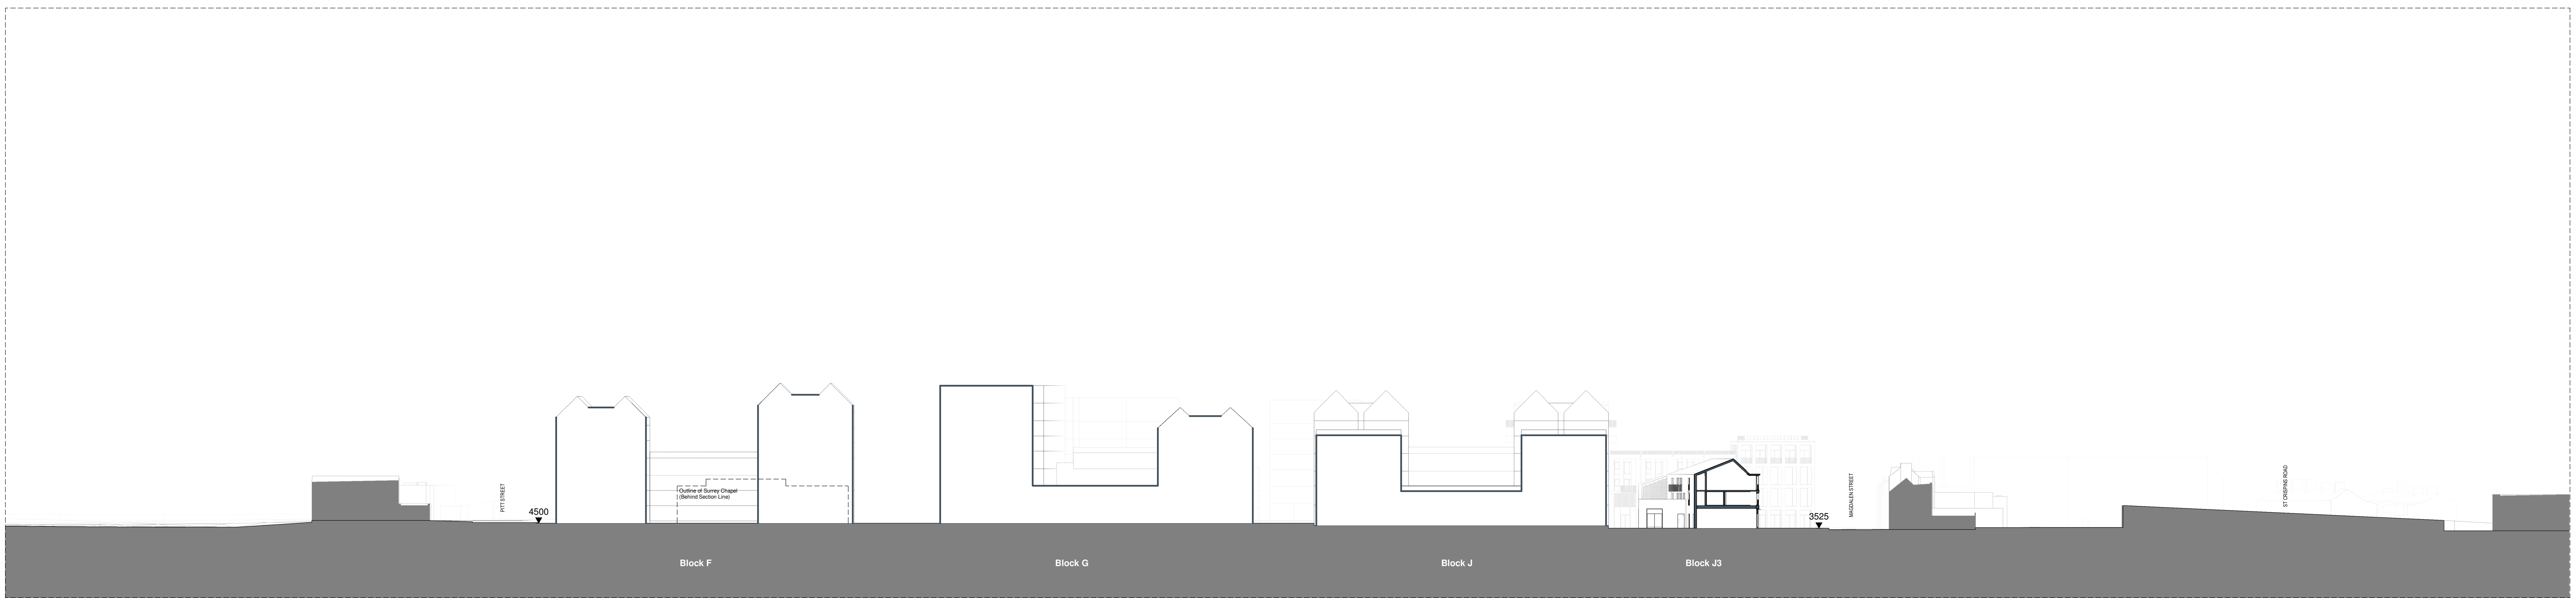 PITT STREET
4500
Outline of Surrey Chapel
(Behind Section Line)
3525
MAGDALEN STREET
ST CRISPINS ROAD
Block F
Block G
Block J
Block J3